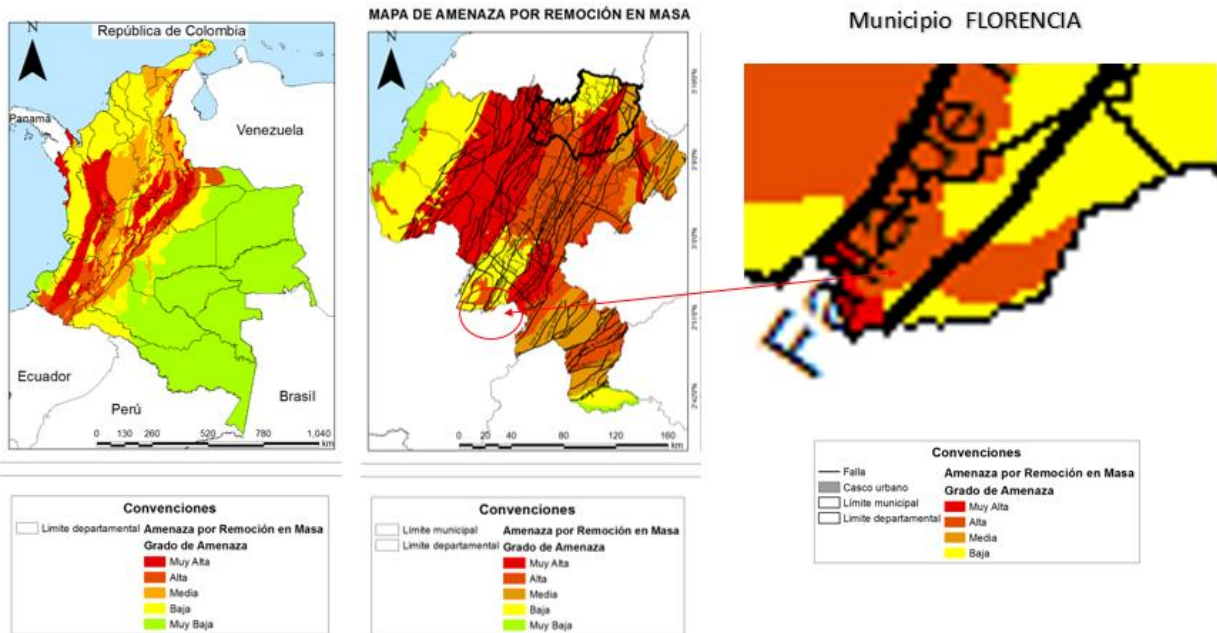 MAPA DE AMENAZA POR REMOCIÓN EN MASA
Municipio FLORENCIA
N
República de Colombia
Panamá
Venezuela
Ecuador
Perú
Brasil
0 130 260 520 780 1,040
km
Convenciones
Limite departamental
Amenaza por Remoción en Masa
Grado de Amenaza
Muy Alta
Alta
Media
Baja
Muy Baja
N
0 20 40 80 120 160
km
Convenciones
Limite municipal
Limite departamental
Amenaza por Remoción en Masa
Grado de Amenaza
Muy Alta
Alta
Media
Baja
Muy Baja
Convenciones
Falla
Casco urbano
Límite municipal
Límite departamental
Amenaza por Remoción en Masa
Grado de Amenaza
Muy Alta
Alta
Media
Baja